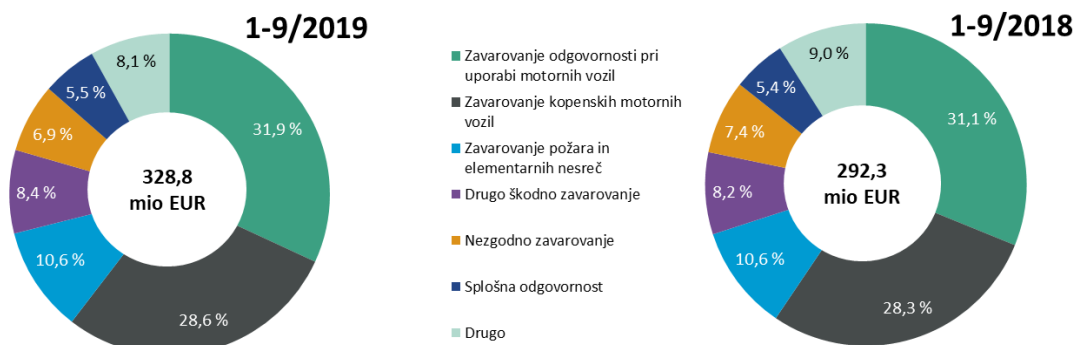 1-9/2019
8,1 %
5,5 %
6,9 %
8,4 %
10,6 %
28,6 %
31,9 %
328,8
mio EUR
Zavarovanje odgovornosti pri
uporabi motornih vozil
Zavarovanje kopenskih motornih
vozil
Zavarovanje požara in
elementarnih nesreč
Drugo škodno zavarovanje
Nezgodno zavarovanje
Splošna odgovornost
Drugo
1-9/2018
9,0 %
5,4 %
7,4 %
8,2 %
10,6 %
28,3 %
31,1 %
292,3
mio EUR